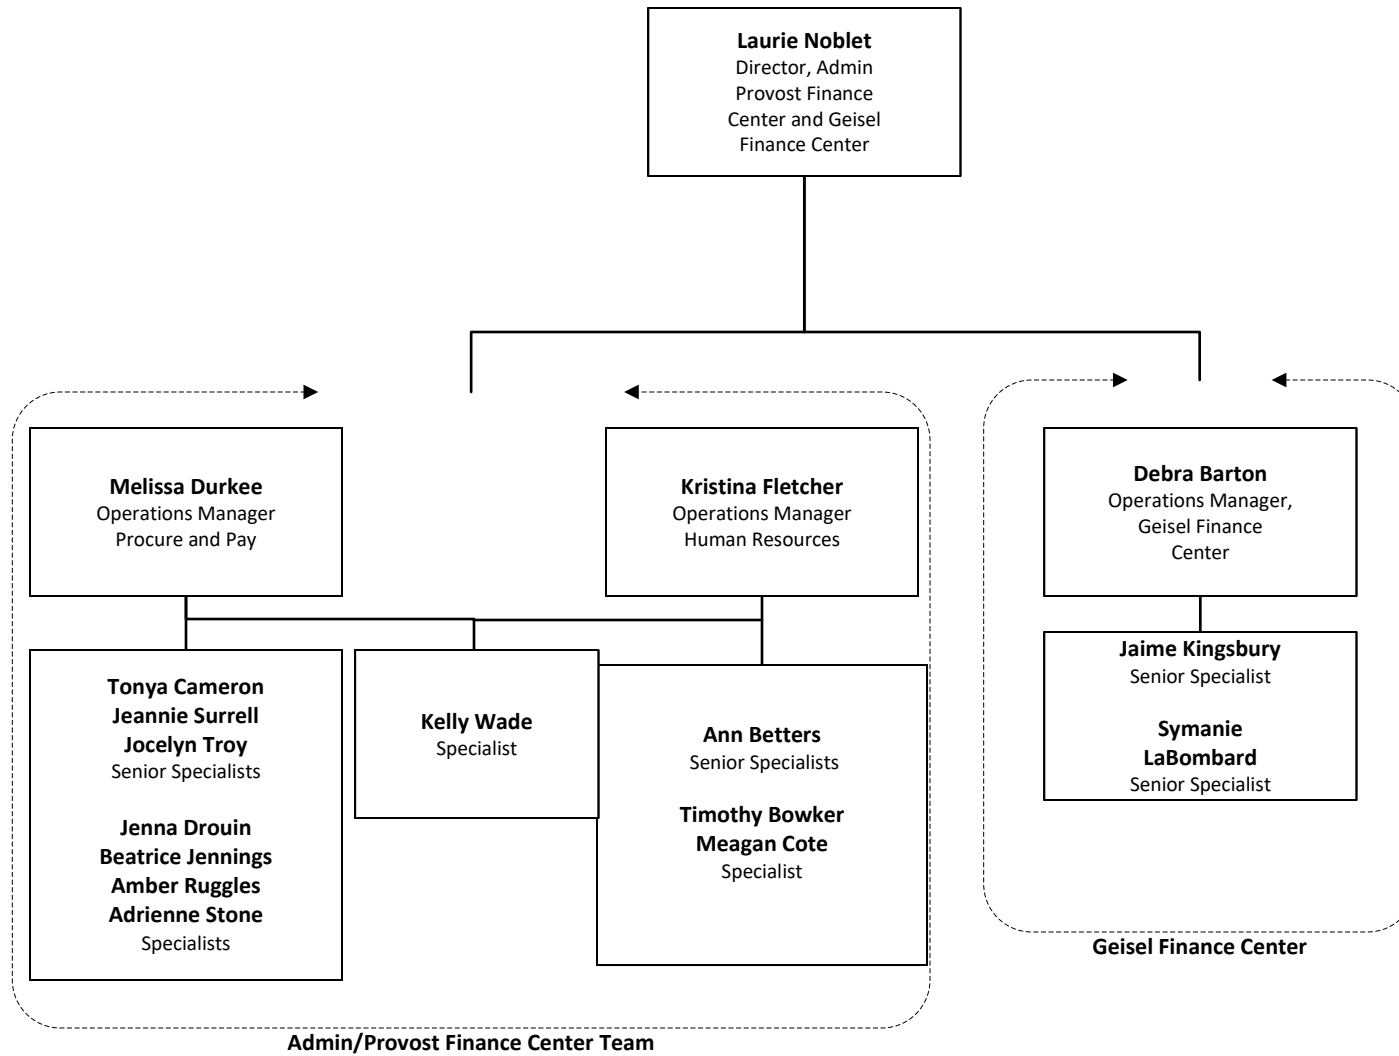 Laurie Noblet
Director, Admin
Provost Finance
Center and Geisel
Finance Center
Melissa Durkee
Operations Manager
Procure and Pay
Kristina Fletcher
Operations Manager
Human Resources
Debra Barton
Operations Manager,
Geisel Finance
Center
Tonya Cameron
Jeannie Surrell
Jocelyn Troy
Senior Specialists
Jenna Drouin
Beatrice Jennings
Amber Ruggles
Adrienne Stone
Specialists
Kelly Wade
Specialist
Ann Betters
Senior Specialists
Timothy Bowker
Meagan Cote
Specialist
Jaime Kingsbury
Senior Specialist
Symanie
LaBombard
Senior Specialist
Geisel Finance Center
Admin/Provost Finance Center Team